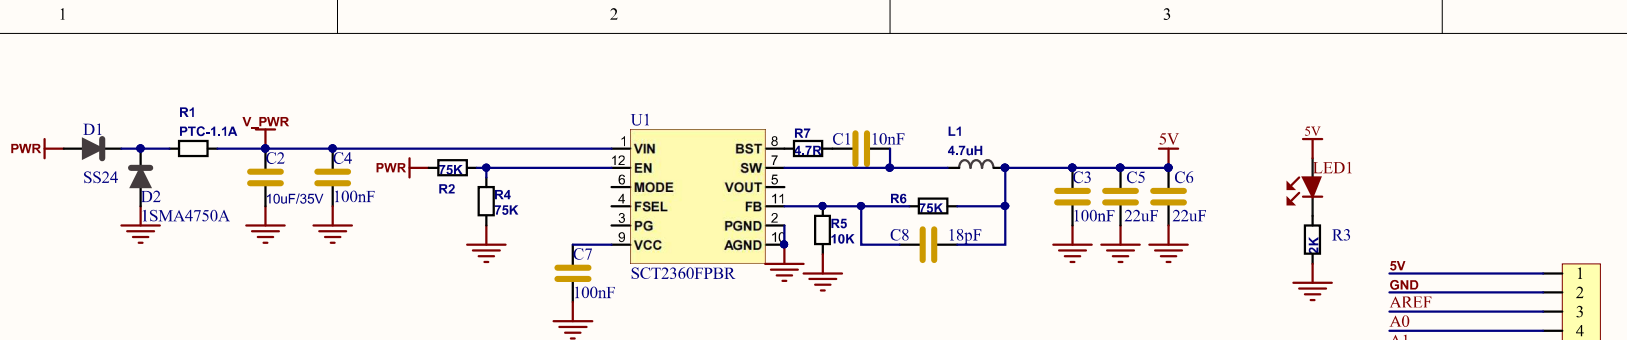 1
2
3
PWR
D1
SS24
D2
1SMA4750A
R1
PTC-1.1A
V_PWR
C2
10uF/35V
C4
100nF
PWR
75K
R2
R4
75K
C7
100nF
U1
1 VIN
12 EN
6 MODE
4 FSEL
3 PG
9 VCC
BST 8
SW 7
VOUT 5
FB 11
PGND 2
AGND 10
SCT2360FPBR
R7
4.7R
C1 10nF
L1
4.7uH
R5
10K
R6
75K
C8 18pF
5V
C3
100nF
C5
22uF
C6
22uF
5V
LED1
R3
2K
5V 1
GND 2
AREF 3
A0 4